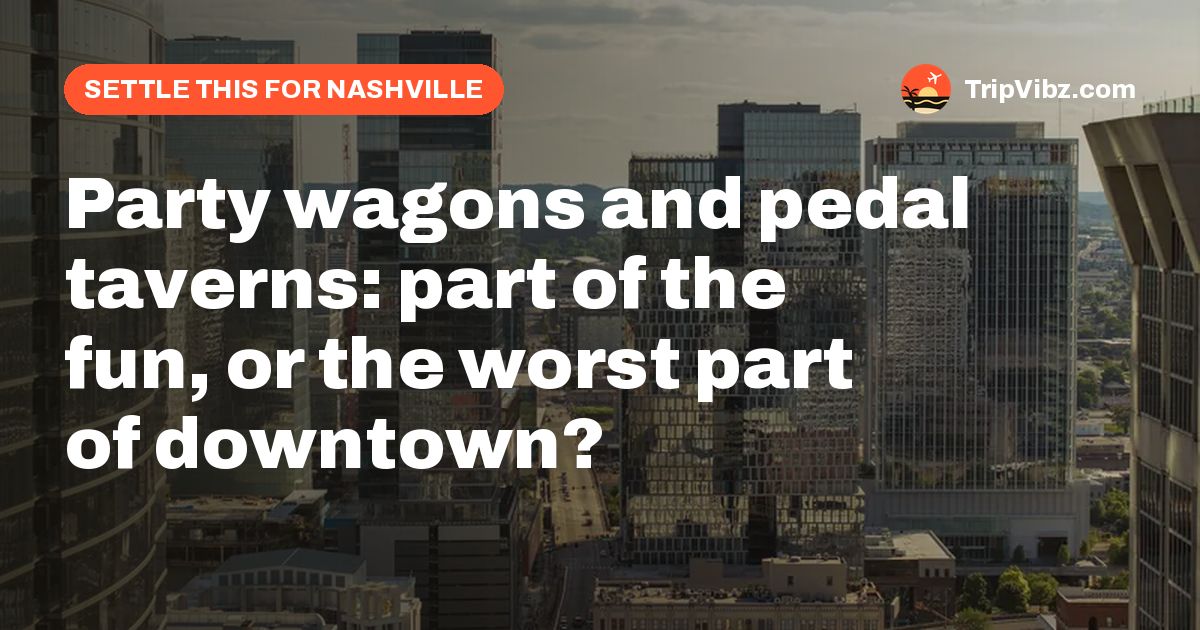 SETTLE THIS FOR NASHVILLE
TripVibz.com
Party wagons and pedal
taverns: part of the
fun, or the worst part
of downtown?